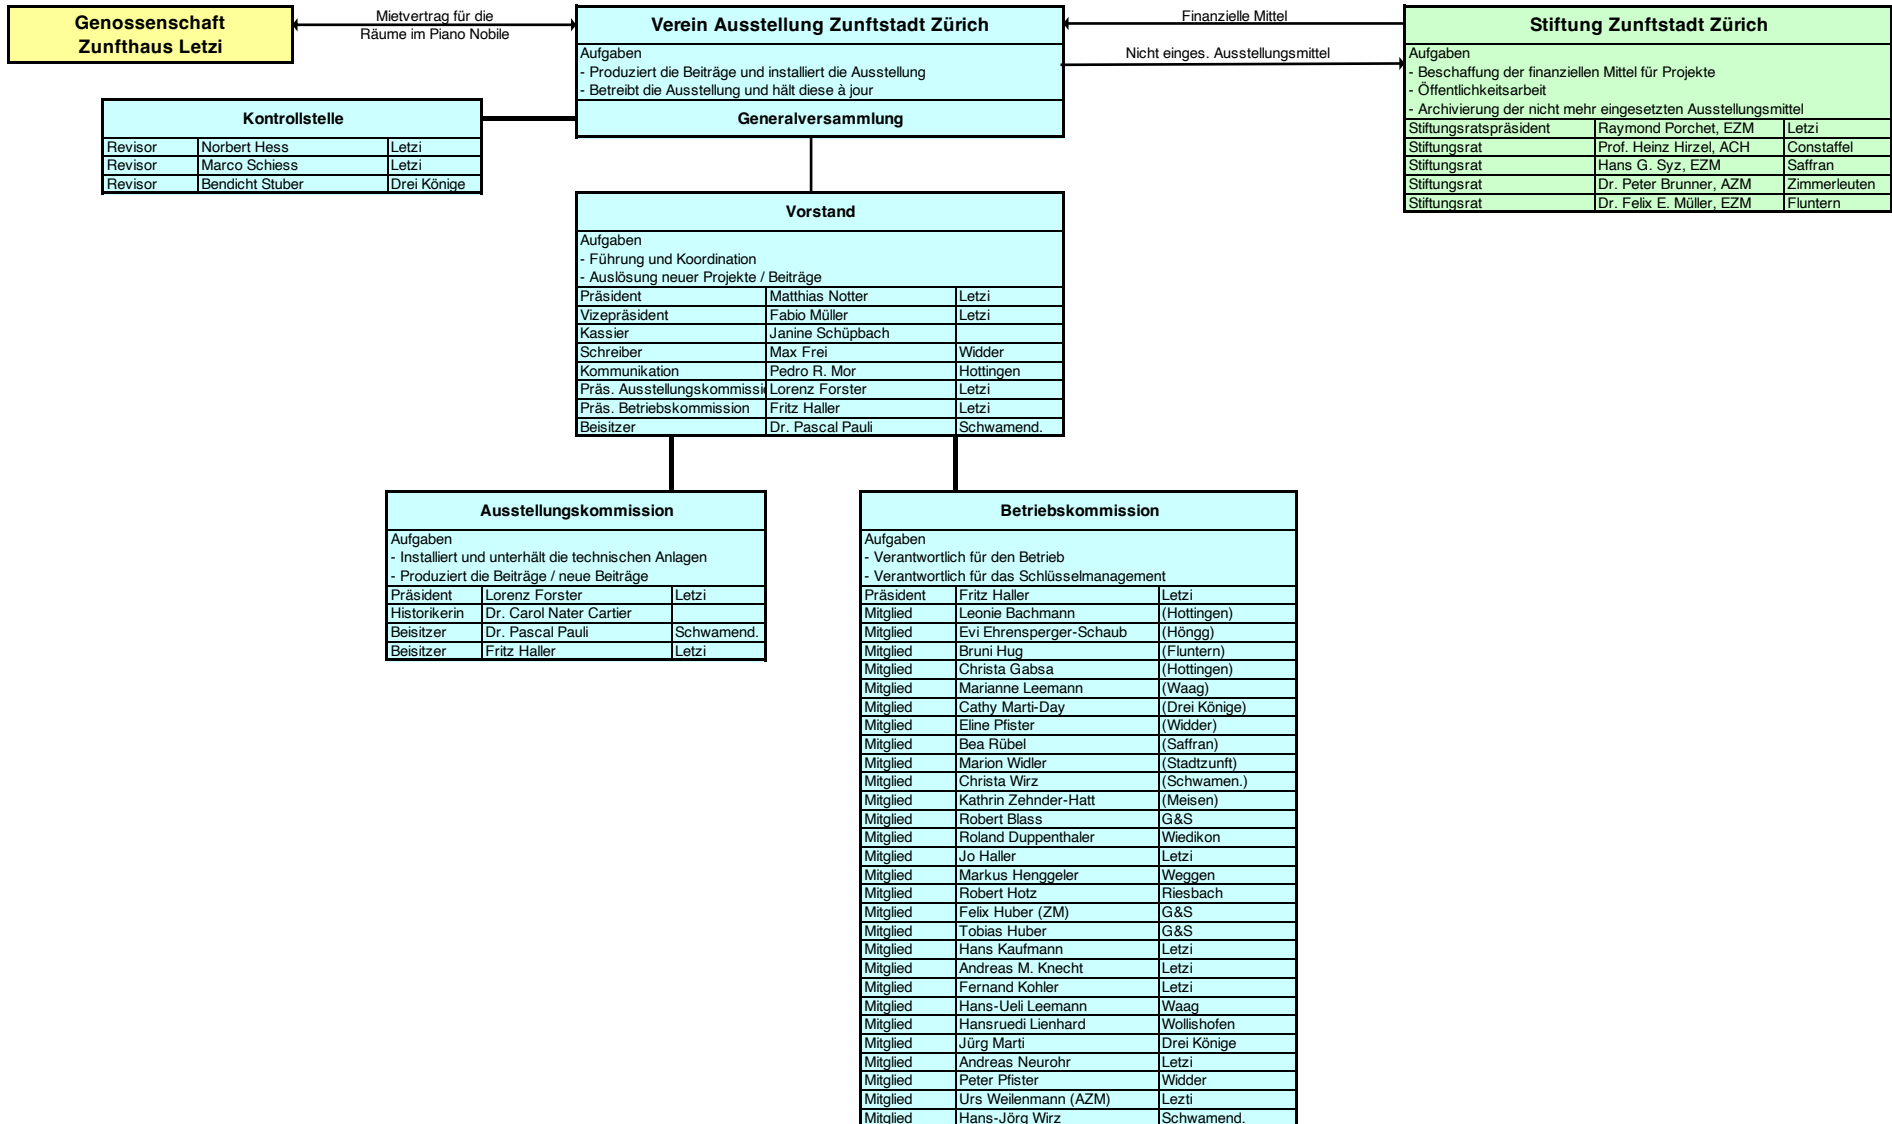 Genossenschaft
Zunfthaus Letzi
Mietvertrag für die
Räume im Piano Nobile
Verein Ausstellung Zunftstadt Zürich
Aufgaben
- Produziert die Beiträge und installiert die Ausstellung
- Betreibt die Ausstellung und hält diese à jour
Generalversammlung
Finanzielle Mittel
Nicht einges. Ausstellungsmittel
Stiftung Zunftstadt Zürich
Aufgaben
- Beschaffung der finanziellen Mittel für Projekte
- Öffentlichkeitsarbeit
- Archivierung der nicht mehr eingesetzten Ausstellungsmittel
Stiftungsratspräsident Raymond Porchet, EZM Letzi
Stiftungsrat Prof. Heinz Hirzel, ACH Constaffel
Stiftungsrat Hans G. Syz, EZM Saffran
Stiftungsrat Dr. Peter Brunner, AZM Zimmerleuten
Stiftungsrat Dr. Felix E. Müller, EZM Fluntern
Kontrollstelle
Revisor Norbert Hess Letzi
Revisor Marco Schiess Letzi
Revisor Bendicht Stuber Drei Könige
Vorstand
Aufgaben
- Führung und Koordination
- Auslösung neuer Projekte / Beiträge
Präsident Matthias Notter Letzi
Vizepräsident Fabio Müller Letzi
Kassier Janine Schüpbach
Schreiber Max Frei Widder
Kommunikation Pedro R. Mor Hottingen
Präs. Ausstellungskommissi Lorenz Forster Letzi
Präs. Betriebskommission Fritz Haller Letzi
Beisitzer Dr. Pascal Pauli Schwamend.
Ausstellungskommission
Aufgaben
- Installiert und unterhält die technischen Anlagen
- Produziert die Beiträge / neue Beiträge
Präsident Lorenz Forster Letzi
Historikerin Dr. Carol Nater Cartier
Beisitzer Dr. Pascal Pauli Schwamend.
Beisitzer Fritz Haller Letzi
Betriebskommission
Aufgaben
- Verantwortlich für den Betrieb
- Verantwortlich für das Schlüsselmanagement
Präsident Fritz Haller Letzi
Mitglied Leonie Bachmann (Hottingen)
Mitglied Evi Ehrensperger-Schaub (Höngg)
Mitglied Bruni Hug (Fluntern)
Mitglied Christa Gabsa (Hottingen)
Mitglied Marianne Leemann (Waag)
Mitglied Cathy Marti-Day (Drei Könige)
Mitglied Eline Pfister (Widder)
Mitglied Bea Rübel (Saffran)
Mitglied Marion Widler (Stadtzunft)
Mitglied Christa Wirz (Schwamen.)
Mitglied Kathrin Zehnder-Hatt (Meisen)
Mitglied Robert Blass G&S
Mitglied Roland Duppenthaler Wiedikon
Mitglied Jo Haller Letzi
Mitglied Markus Henggeler Weggen
Mitglied Robert Hotz Riesbach
Mitglied Felix Huber (ZM) G&S
Mitglied Tobias Huber G&S
Mitglied Hans Kaufmann Letzi
Mitglied Andreas M. Knecht Letzi
Mitglied Fernand Kohler Letzi
Mitglied Hans-Ueli Leemann Waag
Mitglied Hansruedi Lienhard Wollishofen
Mitglied Jürg Marti Drei Könige
Mitglied Andreas Neurohr Letzi
Mitglied Peter Pfister Widder
Mitglied Urs Weilenmann (AZM) Lezti
Mitglied Hans-Jörg Wirz Schwamend.